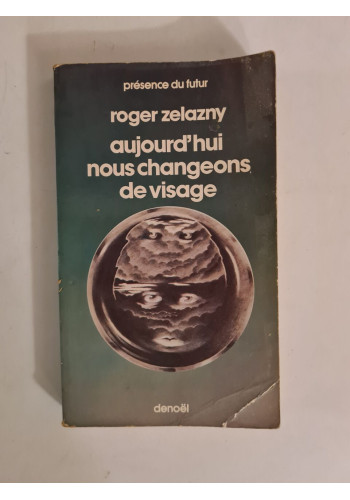 présence du futur
roger zelazny
aujourd'hui
nous changeons
de visage
denoël